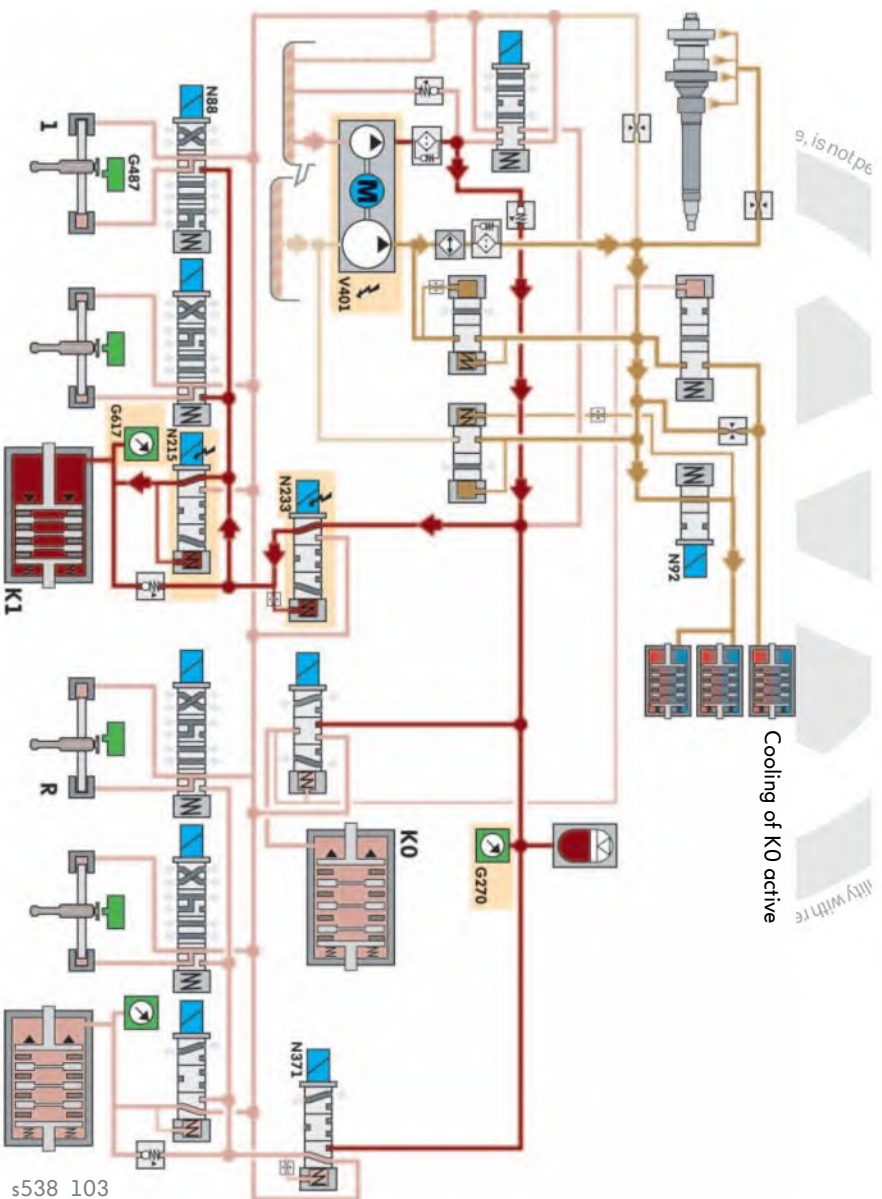 e, is not pe
N88
1
G487
M
V401
G617
N215
N233
N92
K1
Cooling of K0 active
R
K0
G270
ility with re
N371
s538_103